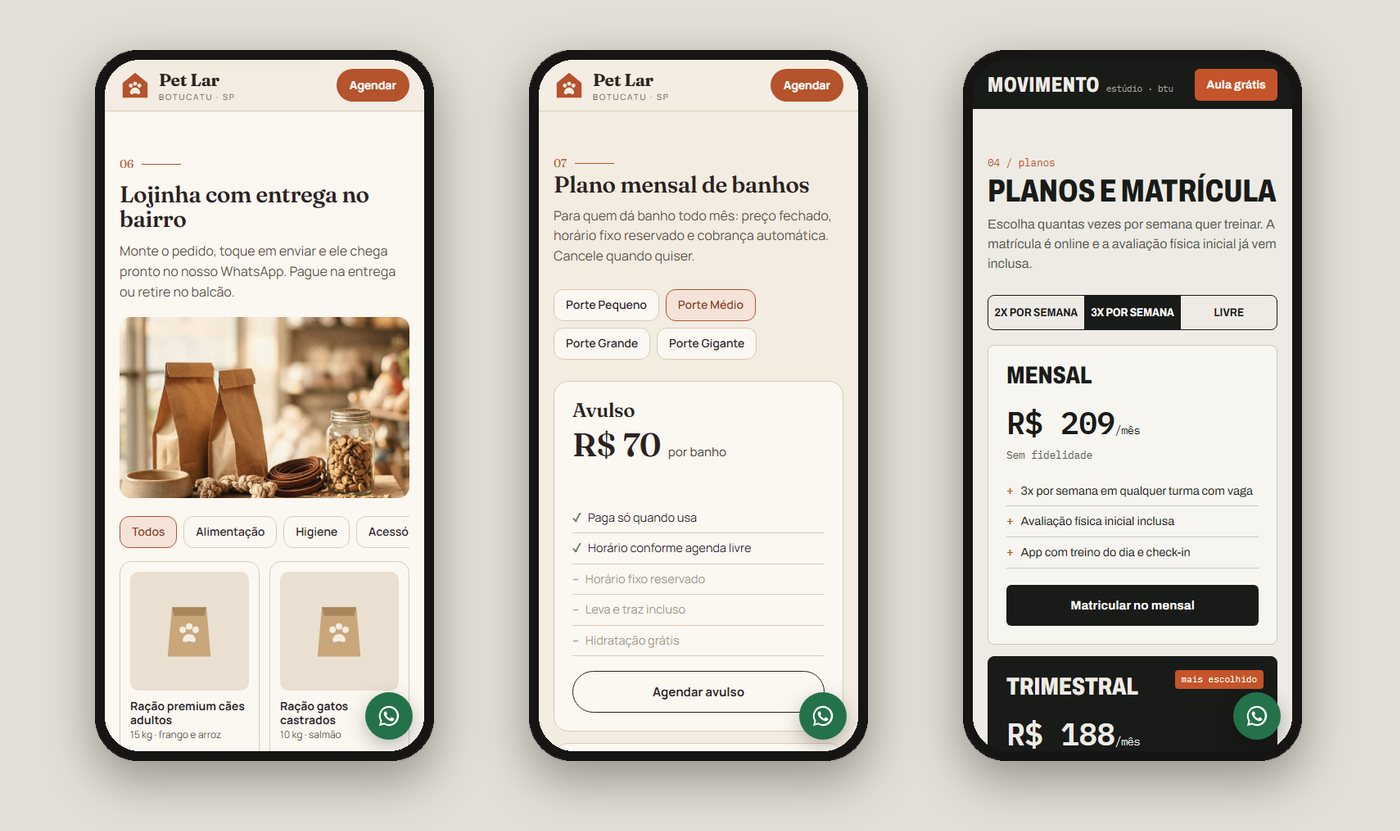 Pet Lar
BOTUCATU · SP
Agendar
06
Lojinha com entrega no
bairro
Monte o pedido, toque em enviar e ele chega
pronto no nosso WhatsApp. Pague na entrega
ou retire no balcão.
Todos
Alimentação
Higiene
Acessó
Ração premium cães
adultos
15 kg · frango e arroz
Ração gatos
castrados
10 kg · salmão
Pet Lar
BOTUCATU · SP
Agendar
07
Plano mensal de banhos
Para quem dá banho todo mês: preço fechado,
horário fixo reservado e cobrança automática.
Cancele quando quiser.
Porte Pequeno
Porte Médio
Porte Grande
Porte Gigante
Avulso
R$ 70 por banho
✓ Paga só quando usa
✓ Horário conforme agenda livre
– Horário fixo reservado
– Leva e traz incluso
– Hidratação grátis
Agendar avulso
MOVIMENTO estúdio · btu
Aula grátis
04 / planos
PLANOS E MATRÍCULA
Escolha quantas vezes por semana quer treinar. A
matrícula é online e a avaliação física inicial já vem
inclusa.
2X POR SEMANA
3X POR SEMANA
LIVRE
MENSAL
R$ 209/mês
Sem fidelidade
+ 3x por semana em qualquer turma com vaga
+ Avaliação física inicial inclusa
+ App com treino do dia e check-in
Matricular no mensal
TRIMESTRAL
mais escolhido
R$ 188/mês